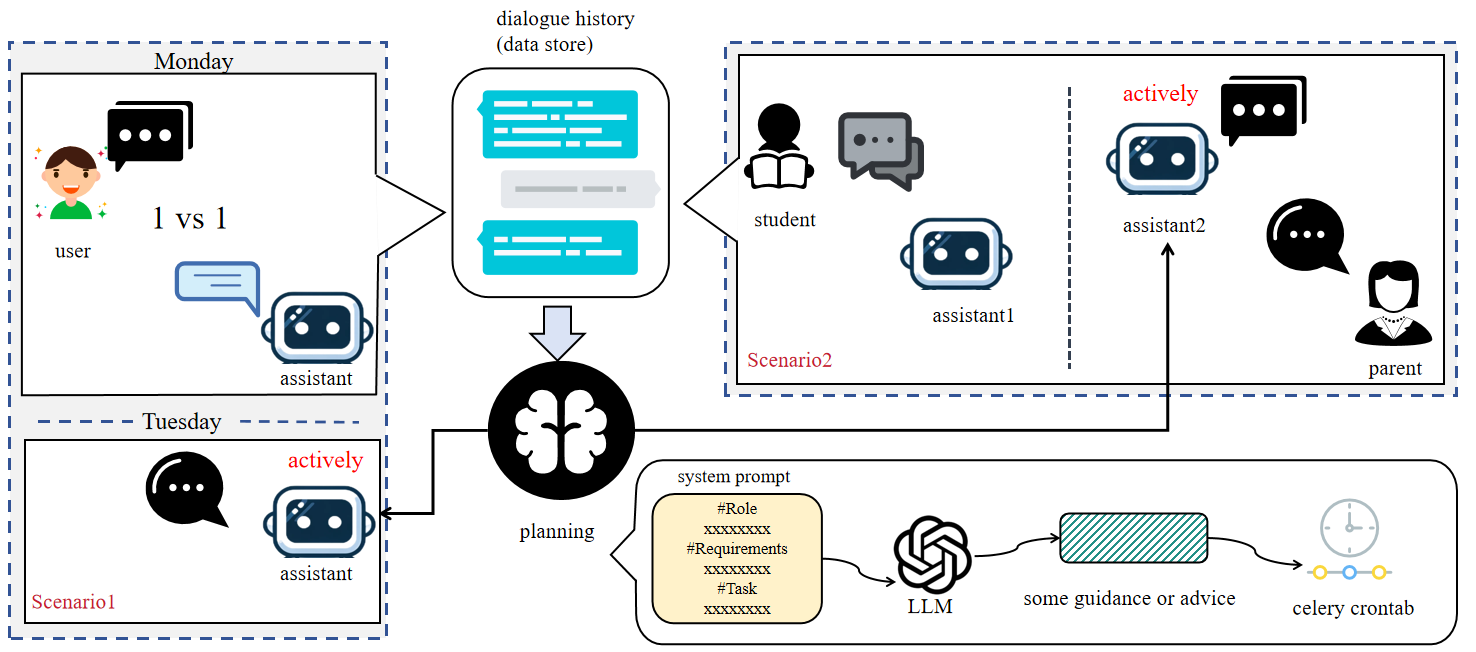 dialogue history
(data store)
Monday
1 vs 1
user
assistant
Tuesday
actively
assistant
Scenario1
planning
student
assistant1
Scenario2
actively
assistant2
parent
system prompt
#Role
xxxxxxxx
#Requirements
xxxxxxxx
#Task
xxxxxxxx
LLM
some guidance or advice
celery crontab